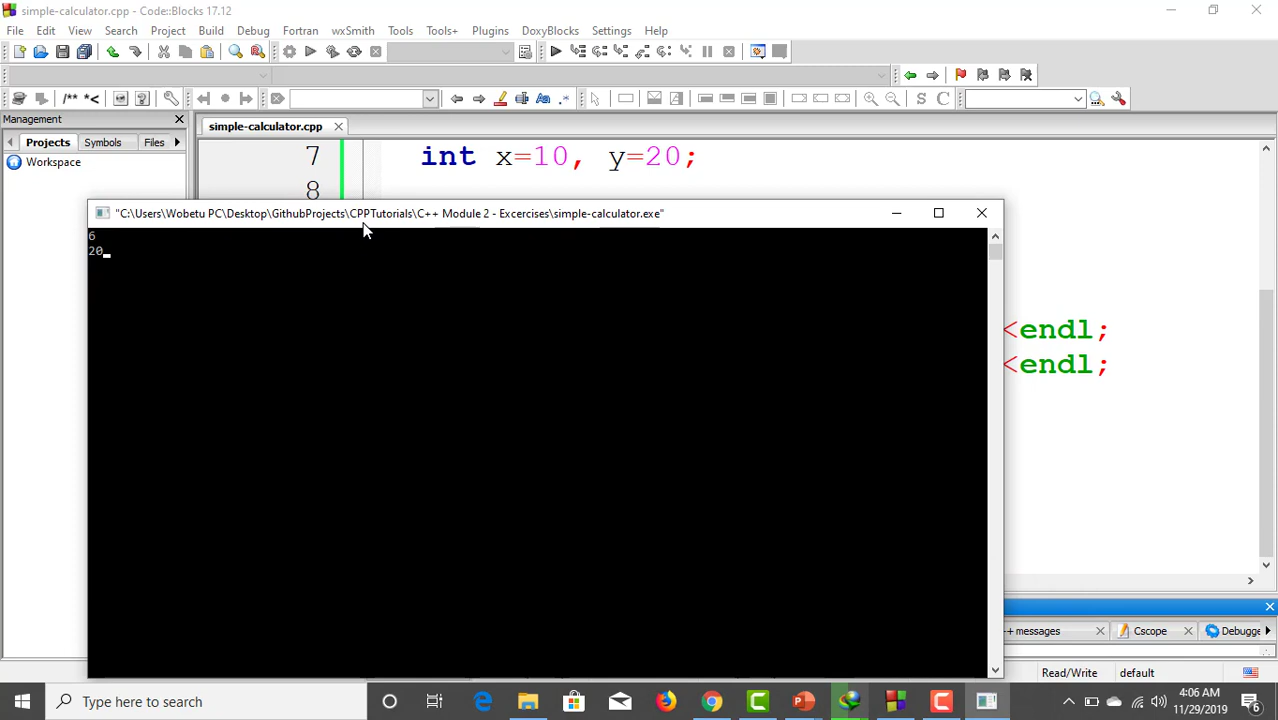 simple-calculator.cpp - Code::Blocks 17.12
File Edit View Search Project Build Debug Fortran wxSmith Tools Tools+ Plugins DoxyBlocks Settings Help
/** *<
S C
Management
simple-calculator.cpp
Projects Symbols Files
Workspace
7 int x=10, y=20;
8
"C:\Users\Wobetu PC\Desktop\GithubProjects\CPPTutorials\C++ Module 2 - Excercises\simple-calculator.exe"
6
20
<endl;
<endl;
messages Cscope Debugge
Read/Write default
Type here to search
4:06 AM
11/29/2019
6